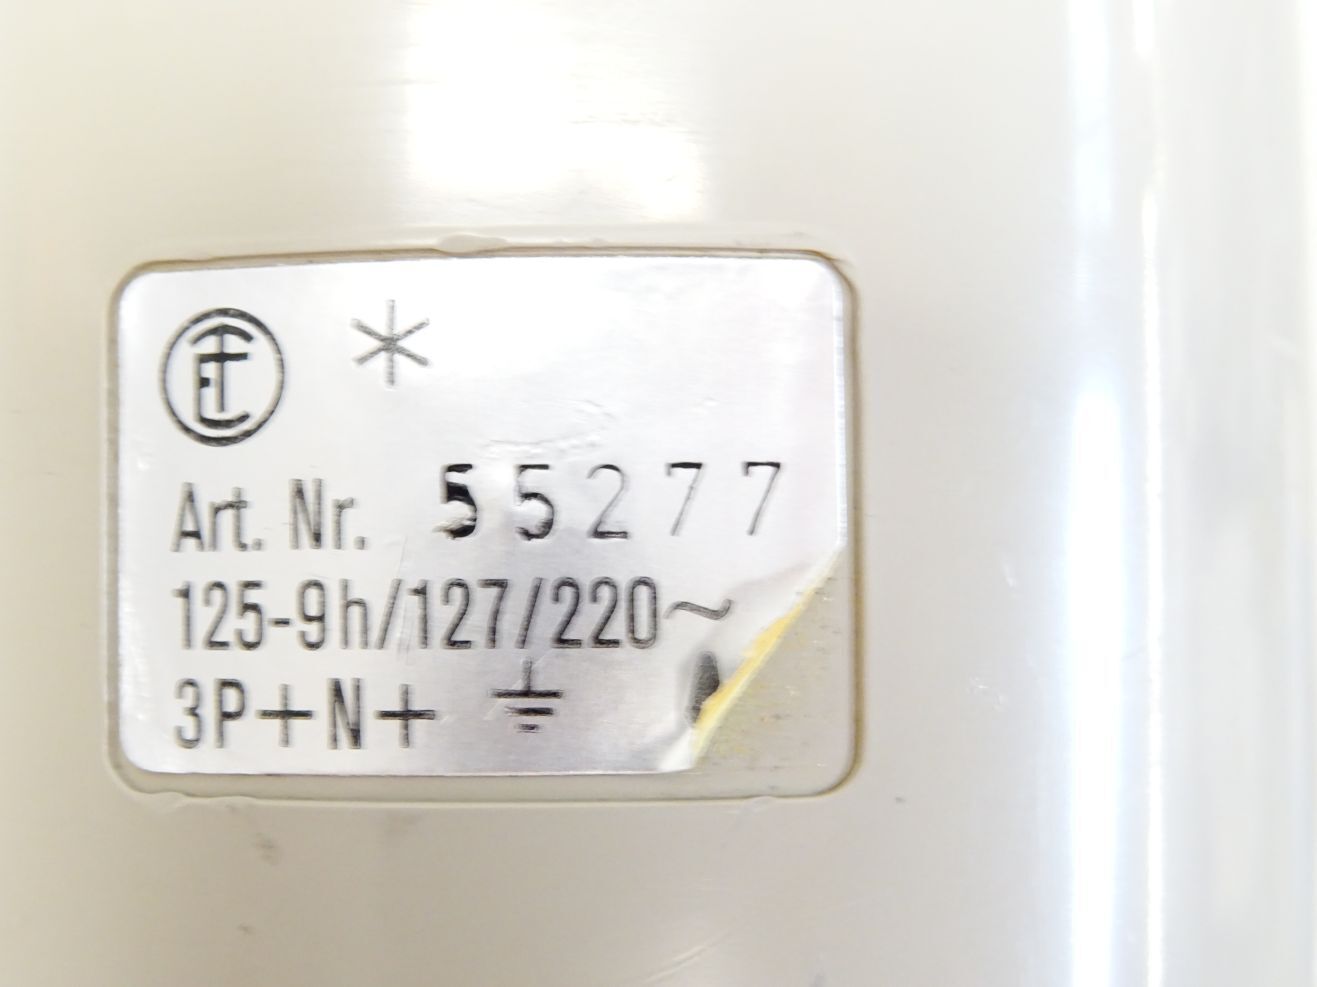 *
Art. Nr. 55277
125-9h/127/220~
3P+N+⏚